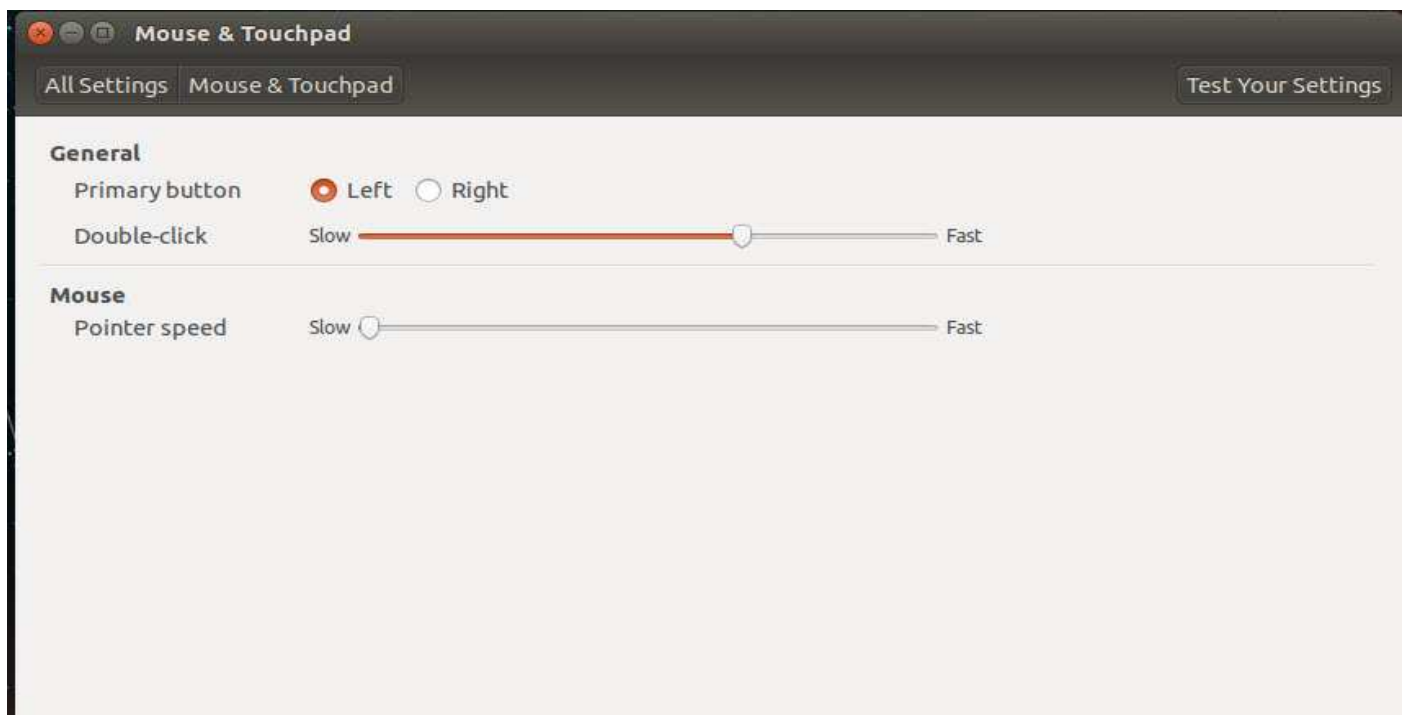 Mouse & Touchpad
All Settings Mouse & Touchpad Test Your Settings
General
Primary button Left Right
Double-click Slow Fast
Mouse
Pointer speed Slow Fast